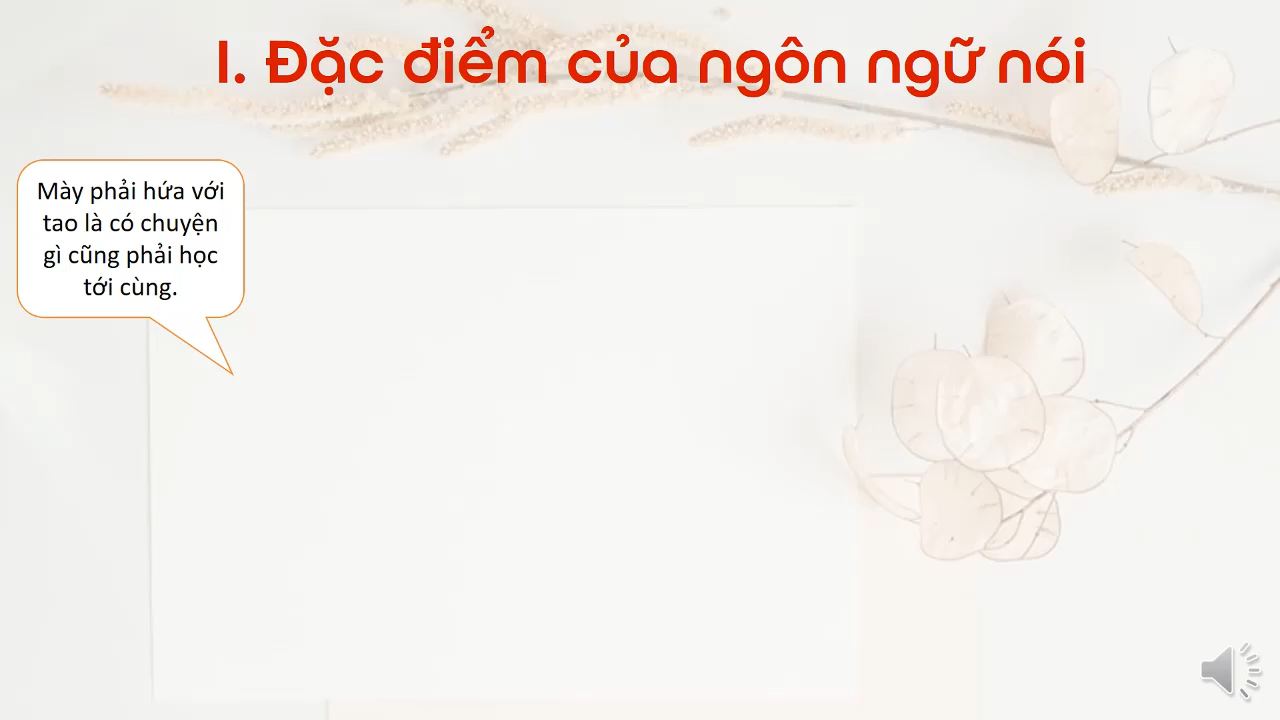 I. Đặc điểm của ngôn ngữ nói
Mày phải hứa với
tao là có chuyện
gì cũng phải học
tới cùng.